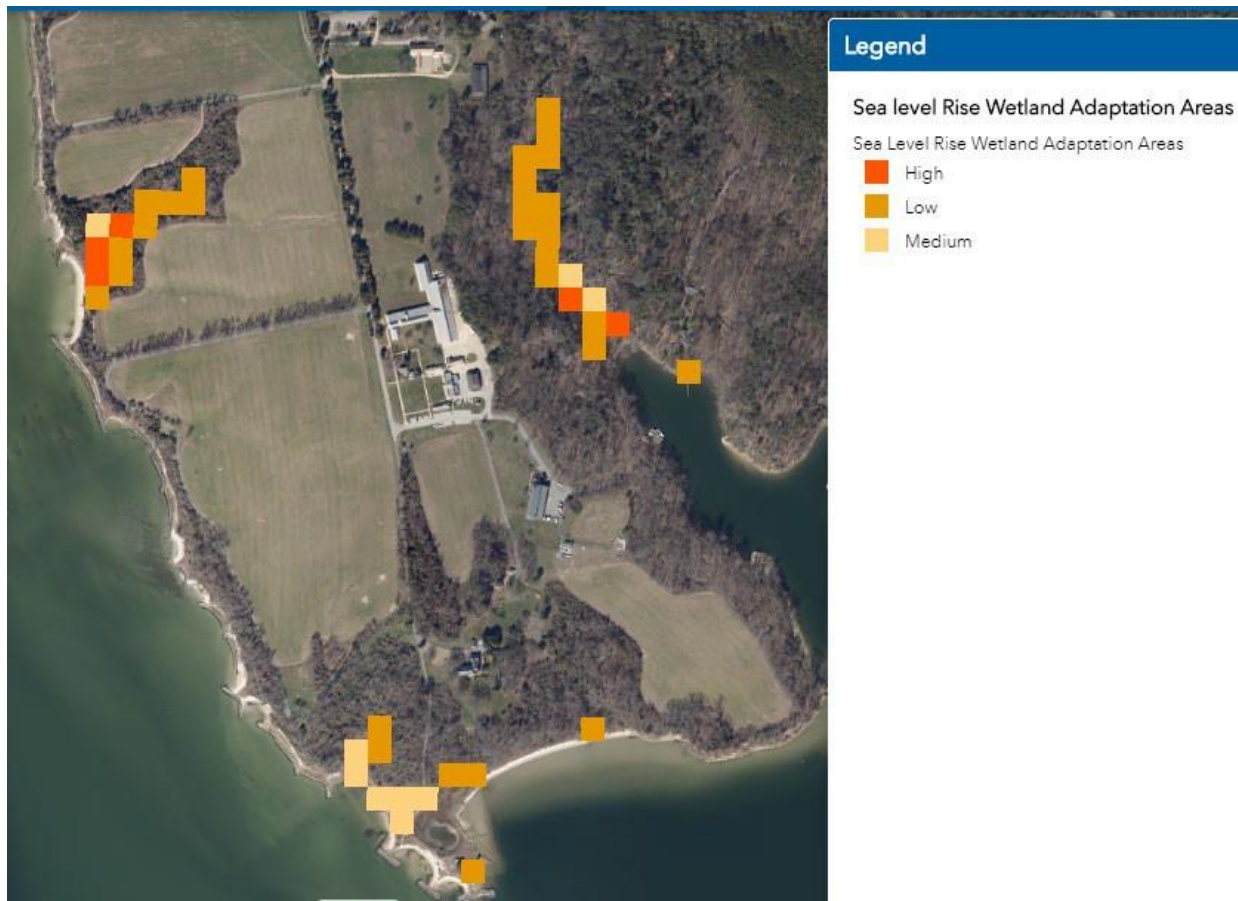 Legend
Sea level Rise Wetland Adaptation Areas
Sea Level Rise Wetland Adaptation Areas
High
Low
Medium